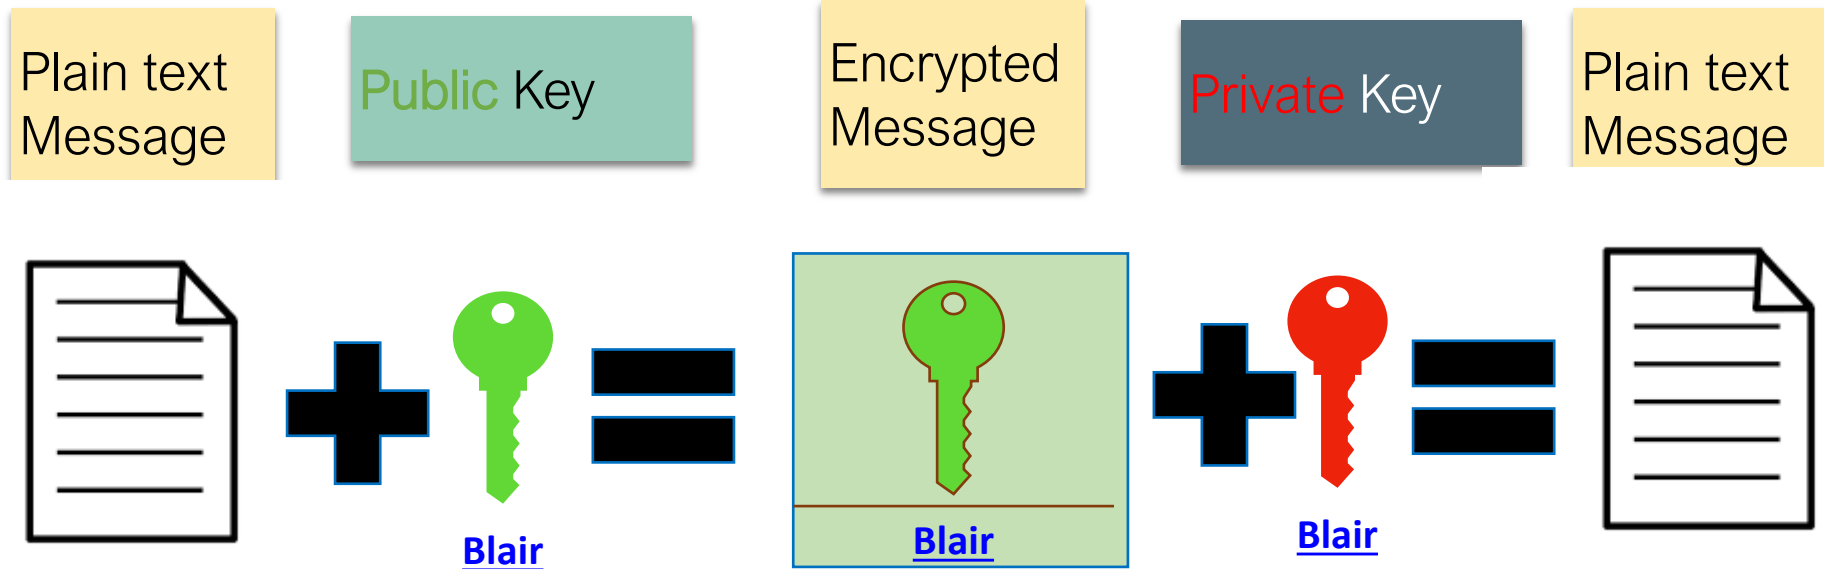 Plain text
Message
Public Key
Encrypted
Message
Private Key
Plain text
Message
Blair
Blair
Blair